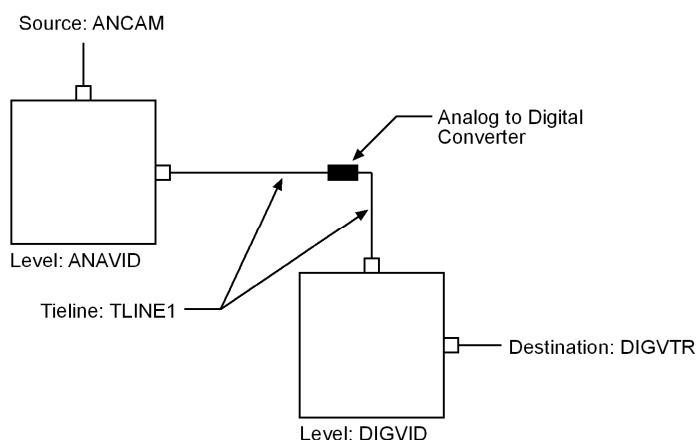 Source: ANCAM
Analog to Digital
Converter
Level: ANAVID
Tieline: TLINE1
Destination: DIGVTR
Level: DIGVID